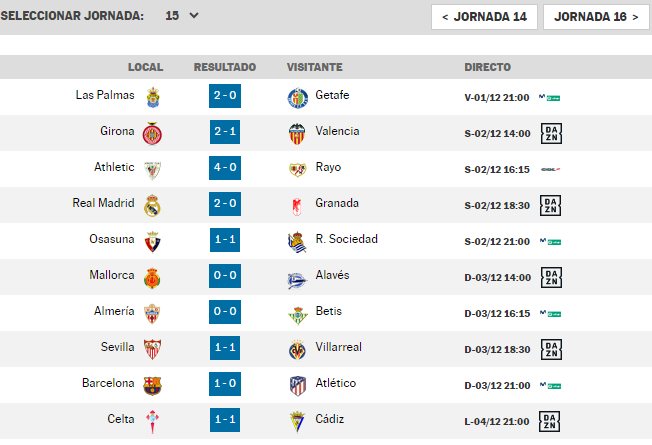 SELECCIONAR JORNADA: 15 < JORNADA 14 JORNADA 16 >
LOCAL RESULTADO VISITANTE DIRECTO
Las Palmas 2 - 0 Getafe V-01/12 21:00
Girona 2 - 1 Valencia S-02/12 14:00 DAZN
Athletic 4 - 0 Rayo S-02/12 16:15
Real Madrid 2 - 0 Granada S-02/12 18:30 DAZN
Osasuna 1 - 1 R. Sociedad S-02/12 21:00
Mallorca 0 - 0 Alavés D-03/12 14:00 DAZN
Almería 0 - 0 Betis D-03/12 16:15
Sevilla 1 - 1 Villarreal D-03/12 18:30 DAZN
Barcelona 1 - 0 Atlético D-03/12 21:00
Celta 1 - 1 Cádiz L-04/12 21:00 DAZN